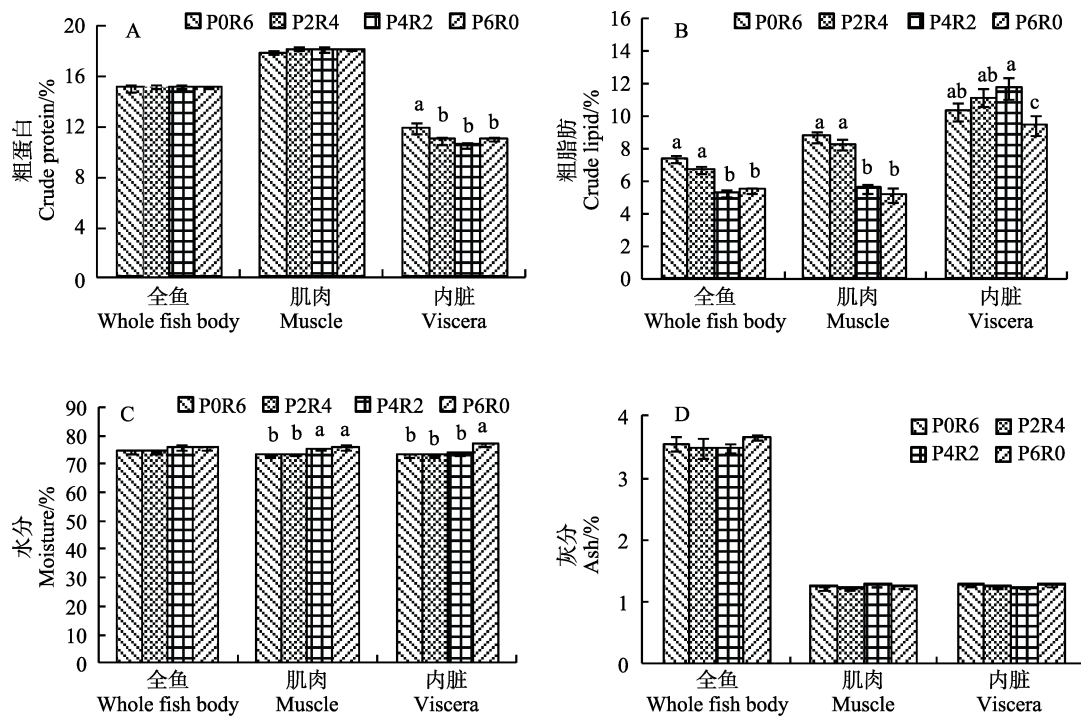 A P0R6 P2R4 P4R2 P6R0
粗蛋白
Crude protein/%
20
16
12
8
4
0
a b b b
全鱼 肌肉 内脏
Whole fish body Muscle Viscera
B P0R6 P2R4 P4R2 P6R0
粗脂肪
Crude lipid/%
16
14
12
10
8
6
4
2
0
a a b b a a b b ab ab a c
全鱼 肌肉 内脏
Whole fish body Muscle Viscera
C P0R6 P2R4 P4R2 P6R0
水分
Moisture/%
90
80
70
60
50
40
30
20
10
0
b b a a b b b a
全鱼 肌肉 内脏
Whole fish body Muscle Viscera
D
P0R6 P2R4
P4R2 P6R0
灰分
Ash/%
4
3
2
1
0
全鱼 肌肉 内脏
Whole fish body Muscle Viscera